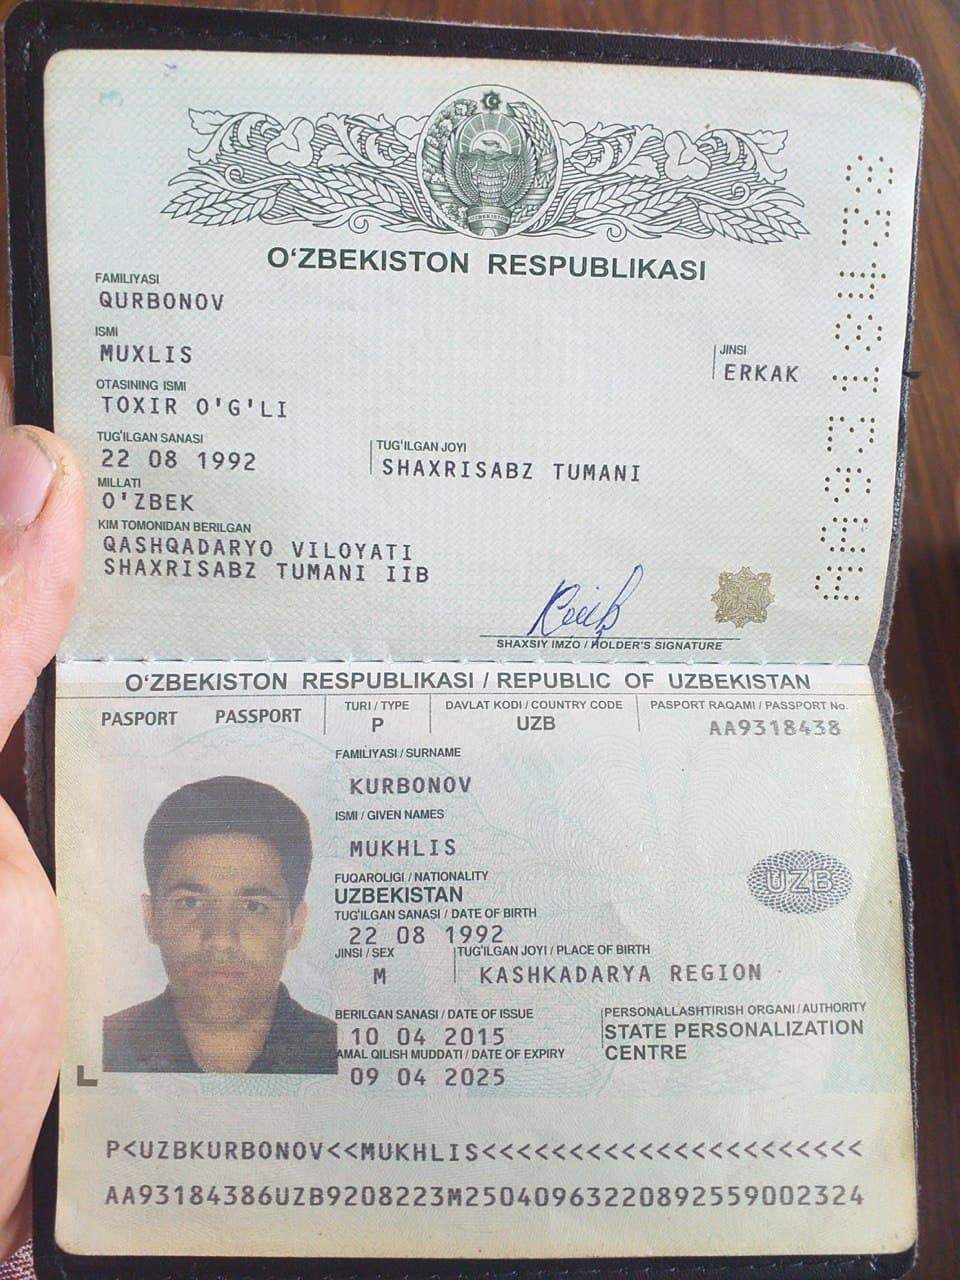 O‘ZBEKISTON RESPUBLIKASI
FAMILIYASI
QURBONOV
ISMI
MUXLIS
JINSI
ERKAK
OTASINING ISMI
TOXIR O'G'LI
TUG‘ILGAN SANASI
22 08 1992
TUG‘ILGAN JOYI
SHAXRISABZ TUMANI
MILLATI
O'ZBEK
KIM TOMONIDAN BERILGAN
QASHQADARYO VILOYATI
SHAXRISABZ TUMANI IIB
SHAXSIY IMZO / HOLDER'S SIGNATURE
AA9318438
O‘ZBEKISTON RESPUBLIKASI / REPUBLIC OF UZBEKISTAN
PASPORT PASSPORT
TURI / TYPE
P
DAVLAT KODI / COUNTRY CODE
UZB
PASPORT RAQAMI / PASSPORT No.
AA9318438
FAMILIYASI / SURNAME
KURBONOV
ISMI / GIVEN NAMES
MUKHLIS
FUQAROLIGI / NATIONALITY
UZBEKISTAN
UZB
TUG‘ILGAN SANASI / DATE OF BIRTH
22 08 1992
JINSI / SEX
M
TUG‘ILGAN JOYI / PLACE OF BIRTH
KASHKADARYA REGION
BERILGAN SANASI / DATE OF ISSUE
10 04 2015
PERSONALLASHTIRISH ORGANI / AUTHORITY
STATE PERSONALIZATION
CENTRE
AMAL QILISH MUDDATI / DATE OF EXPIRY
09 04 2025
P<UZBKURBONOV<<MUKHLIS<<<<<<<<<<<<<<<<<<<<<<
AA93184386UZB9208223M25040963220892559002324